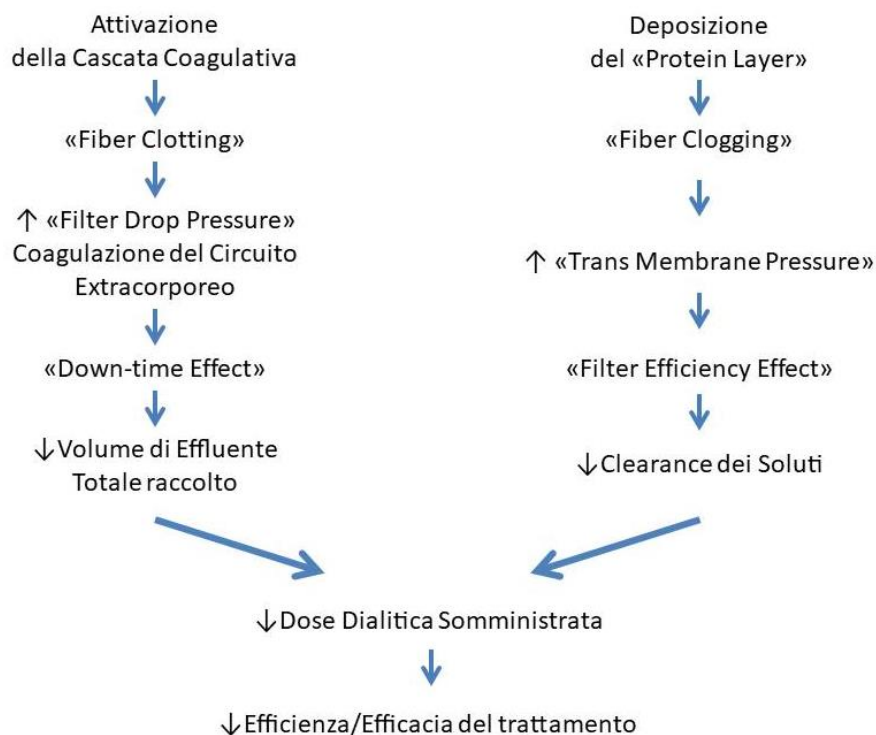 Attivazione
della Cascata Coagulativa
«Fiber Clotting»
↑ «Filter Drop Pressure»
Coagulazione del Circuito
Extracorporeo
«Down-time Effect»
↓Volume di Effluente
Totale raccolto
Deposizione
del «Protein Layer»
«Fiber Clogging»
↑ «Trans Membrane Pressure»
«Filter Efficiency Effect»
↓Clearance dei Soluti
↓Dose Dialitica Somministrata
↓Efficienza/Efficacia del trattamento